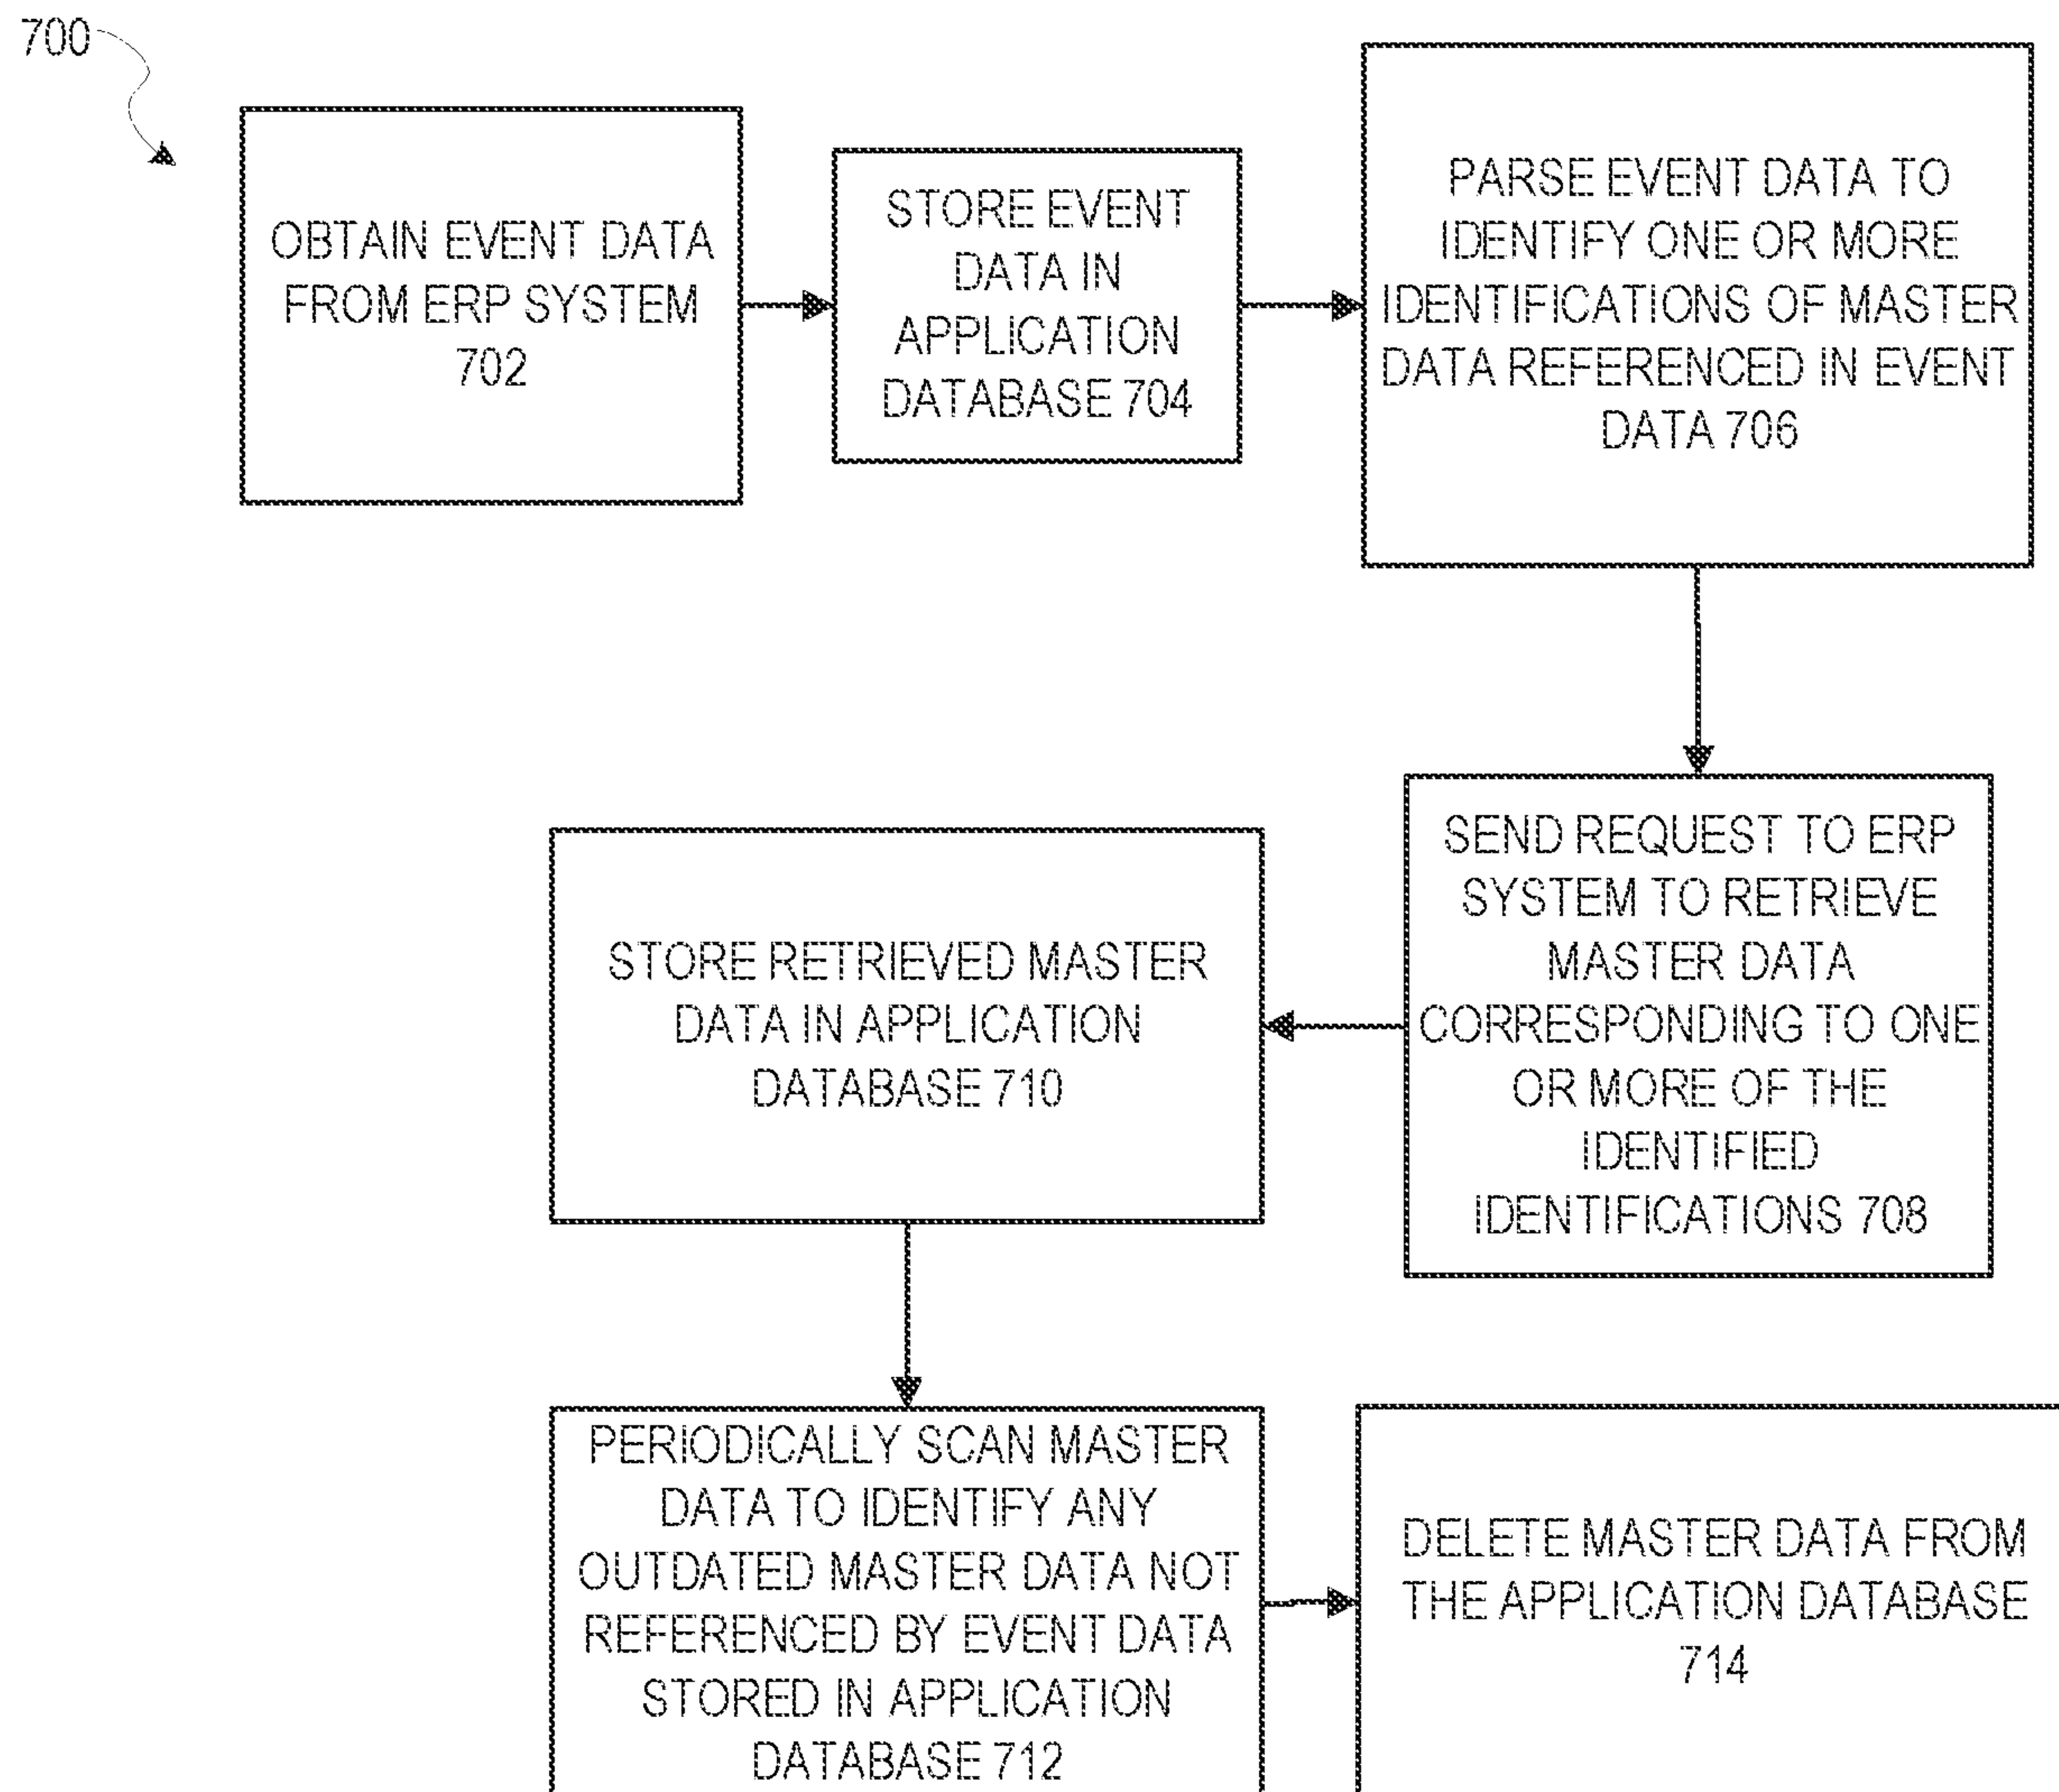 700
OBTAIN EVENT DATA
FROM ERP SYSTEM
702
STORE EVENT
DATA IN
APPLICATION
DATABASE 704
PARSE EVENT DATA TO
IDENTIFY ONE OR MORE
IDENTIFICATIONS OF MASTER
DATA REFERENCED IN EVENT
DATA 706
SEND REQUEST TO ERP
SYSTEM TO RETRIEVE
MASTER DATA
CORRESPONDING TO ONE
OR MORE OF THE
IDENTIFIED
IDENTIFICATIONS 708
STORE RETRIEVED MASTER
DATA IN APPLICATION
DATABASE 710
PERIODICALLY SCAN MASTER
DATA TO IDENTIFY ANY
OUTDATED MASTER DATA NOT
REFERENCED BY EVENT DATA
STORED IN APPLICATION
DATABASE 712
DELETE MASTER DATA FROM
THE APPLICATION DATABASE
714